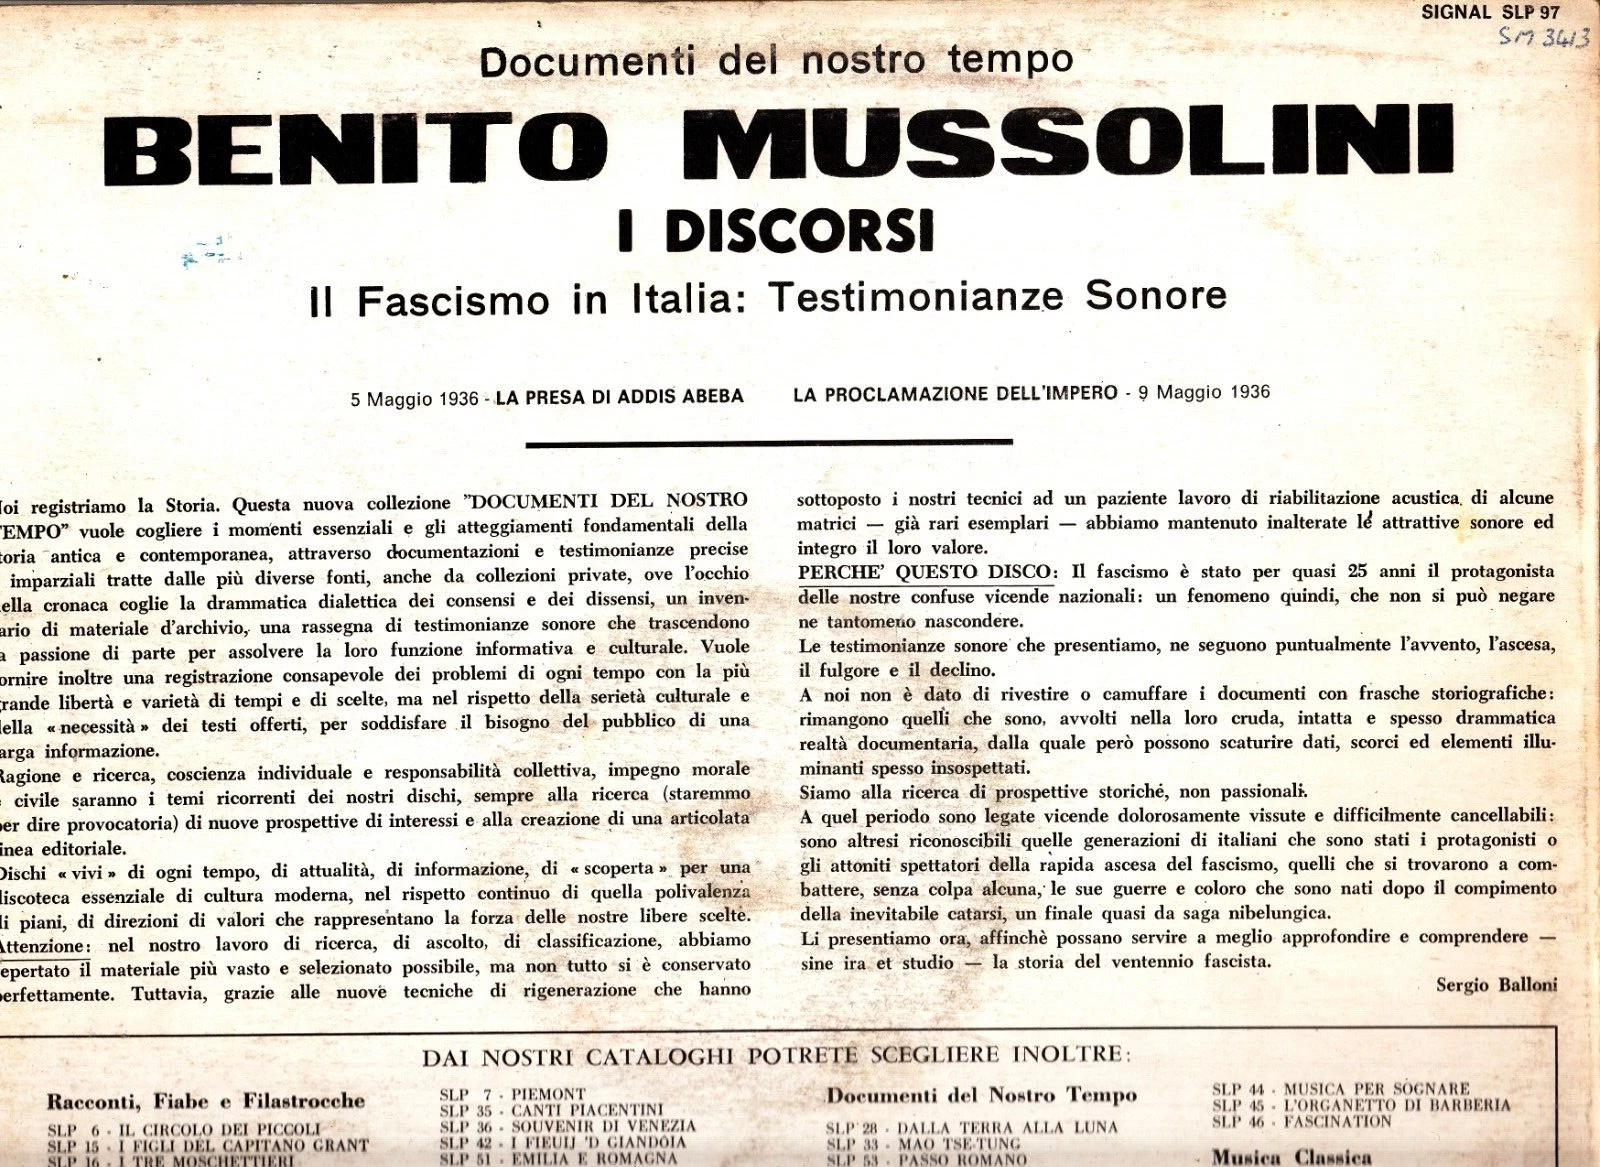 SIGNAL SLP 97
SM 3413
Documenti del nostro tempo
BENITO MUSSOLINI
I DISCORSI
Il Fascismo in Italia: Testimonianze Sonore
5 Maggio 1936 - LA PRESA DI ADDIS ABEBA
LA PROCLAMAZIONE DELL'IMPERO - 9 Maggio 1936
oi registriamo la Storia. Questa nuova collezione "DOCUMENTI DEL NOSTRO
TEMPO" vuole cogliere i momenti essenziali e gli atteggiamenti fondamentali della
toria antica e contemporanea, attraverso documentazioni e testimonianze precise
imparziali tratte dalle più diverse fonti, anche da collezioni private, ove l'occhio
ella cronaca coglie la drammatica dialettica dei consensi e dei dissensi, un inven-
ario di materiale d'archivio, una rassegna di testimonianze sonore che trascendono
a passione di parte per assolvere la loro funzione informativa e culturale. Vuole
ornire inoltre una registrazione consapevole dei problemi di ogni tempo con la più
grande libertà e varietà di tempi e di scelte, ma nel rispetto della serietà culturale e
della «necessità» dei testi offerti, per soddisfare il bisogno del pubblico di una
arga informazione.
Ragione e ricerca, coscienza individuale e responsabilità collettiva, impegno morale
e civile saranno i temi ricorrenti dei nostri dischi, sempre alla ricerca (staremmo
per dire provocatoria) di nuove prospettive di interessi e alla creazione di una articolata
linea editoriale.
Dischi «vivi» di ogni tempo, di attualità, di informazione, di «scoperta» per una
discoteca essenziale di cultura moderna, nel rispetto continuo di quella polivalenza
di piani, di direzioni di valori che rappresentano la forza delle nostre libere scelte.
Attenzione: nel nostro lavoro di ricerca, di ascolto, di classificazione, abbiamo
repertato il materiale più vasto e selezionato possibile, ma non tutto si è conservato
perfettamente. Tuttavia, grazie alle nuove tecniche di rigenerazione che hanno
sottoposto i nostri tecnici ad un paziente lavoro di riabilitazione acustica di alcune
matrici — già rari esemplari — abbiamo mantenuto inalterate le attrattive sonore ed
integro il loro valore.
PERCHE' QUESTO DISCO: Il fascismo è stato per quasi 25 anni il protagonista
delle nostre confuse vicende nazionali: un fenomeno quindi, che non si può negare
ne tantomeno nascondere.
Le testimonianze sonore che presentiamo, ne seguono puntualmente l'avvento, l'ascesa,
il fulgore e il declino.
A noi non è dato di rivestire o camuffare i documenti con frasche storiografiche:
rimangono quelli che sono, avvolti nella loro cruda, intatta e spesso drammatica
realtà documentaria, dalla quale però possono scaturire dati, scorci ed elementi illu-
minanti spesso insospettati.
Siamo alla ricerca di prospettive storiche, non passionali.
A quel periodo sono legate vicende dolorosamente vissute e difficilmente cancellabili:
sono altresì riconoscibili quelle generazioni di italiani che sono stati i protagonisti o
gli attoniti spettatori della rapida ascesa del fascismo, quelli che si trovarono a com-
battere, senza colpa alcuna, le sue guerre e coloro che sono nati dopo il compimento
della inevitabile catarsi, un finale quasi da saga nibelungica.
Li presentiamo ora, affinchè possano servire a meglio approfondire e comprendere —
sine ira et studio — la storia del ventennio fascista.
Sergio Balloni
DAI NOSTRI CATALOGHI POTRETE SCEGLIERE INOLTRE:
Racconti, Fiabe e Filastrocche
SLP 6 - IL CIRCOLO DEI PICCOLI
SLP 15 - I FIGLI DEL CAPITANO GRANT
SLP 16 - I TRE MOSCHETTIERI
SLP 7 - PIEMONT
SLP 35 - CANTI PIACENTINI
SLP 36 - SOUVENIR DI VENEZIA
SLP 42 - I FIEUIJ 'D GIANDOIA
SLP 51 - EMILIA E ROMAGNA
Documenti del Nostro Tempo
SLP 28 - DALLA TERRA ALLA LUNA
SLP 33 - MAO TSE-TUNG
SLP 53 - PASSO ROMANO
SLP 44 - MUSICA PER SOGNARE
SLP 45 - L'ORGANETTO DI BARBERIA
SLP 46 - FASCINATION
Musica Classica